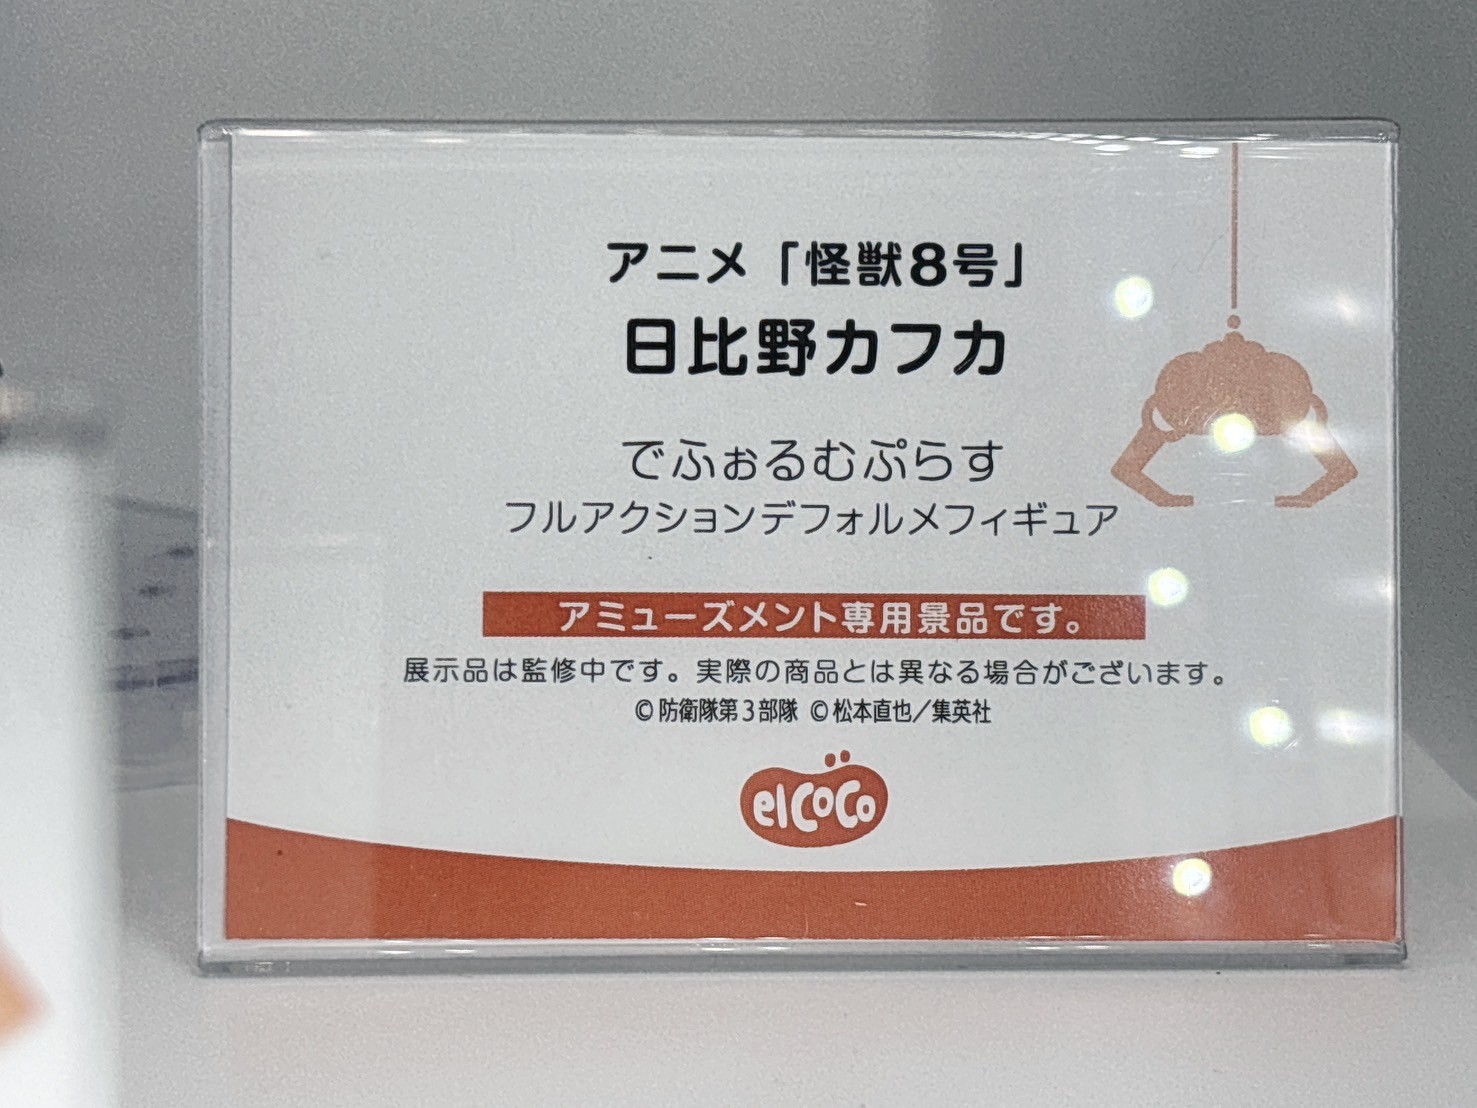 アニメ「怪獣8号」
日比野カフカ
でふぉるむぷらす
フルアクションデフォルメフィギュア
アミューズメント専用景品です。
展示品は監修中です。実際の商品とは異なる場合がございます。
©防衛隊第3部隊 ©松本直也／集英社
elcoco